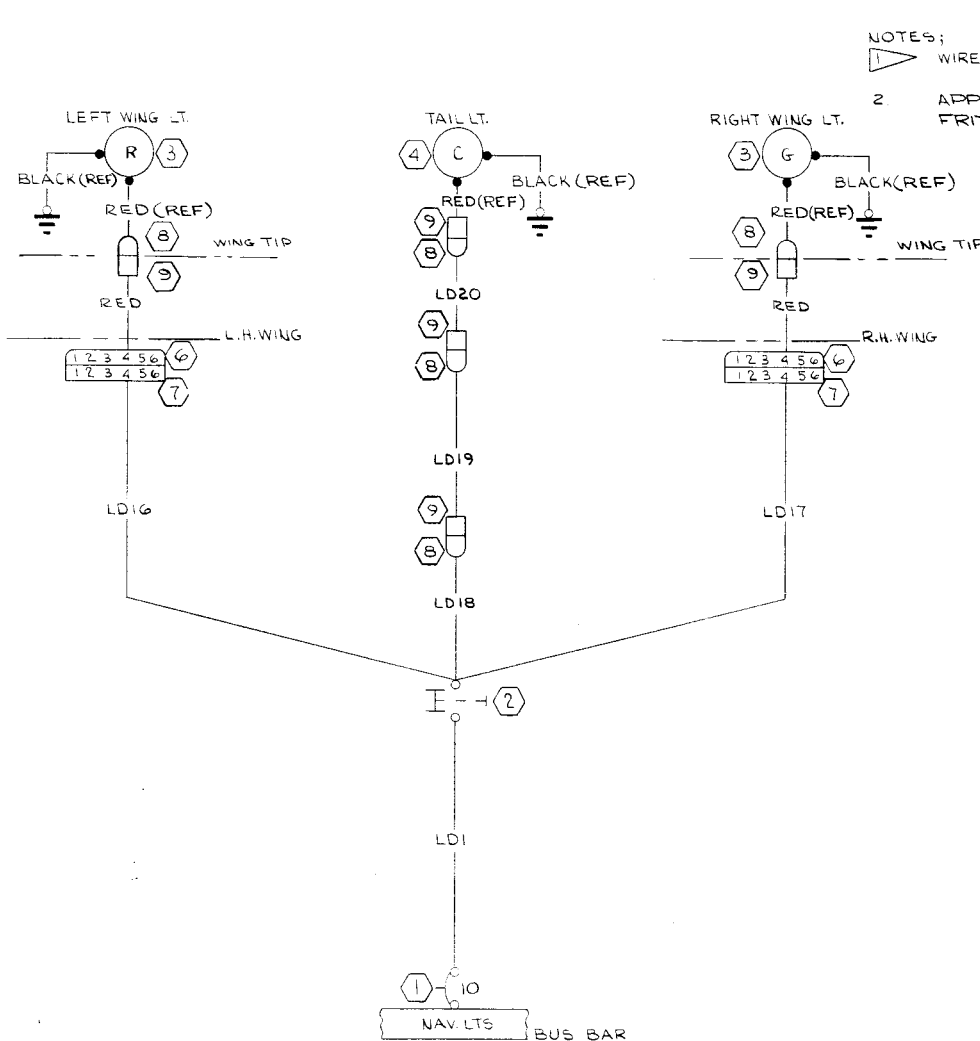 NOTES;
1 WIRE
2. APP
FRIT
LEFT WING LT.
TAIL LT.
RIGHT WING LT.
R 3
4 C
3 G
BLACK (REF)
BLACK (REF)
BLACK (REF)
RED (REF)
RED (REF)
RED (REF)
8
9
8
8
WING TIP
WING TIP
9
9
RED
LD20
RED
9
8
L.H. WING
R.H. WING
1 2 3 4 5 6 6
1 2 3 4 5 6 7
1 2 3 4 5 6 6
1 2 3 4 5 6 7
LD19
LD16
9
8
LD17
LD18
2
LD1
1 10
NAV. LTS
BUS BAR